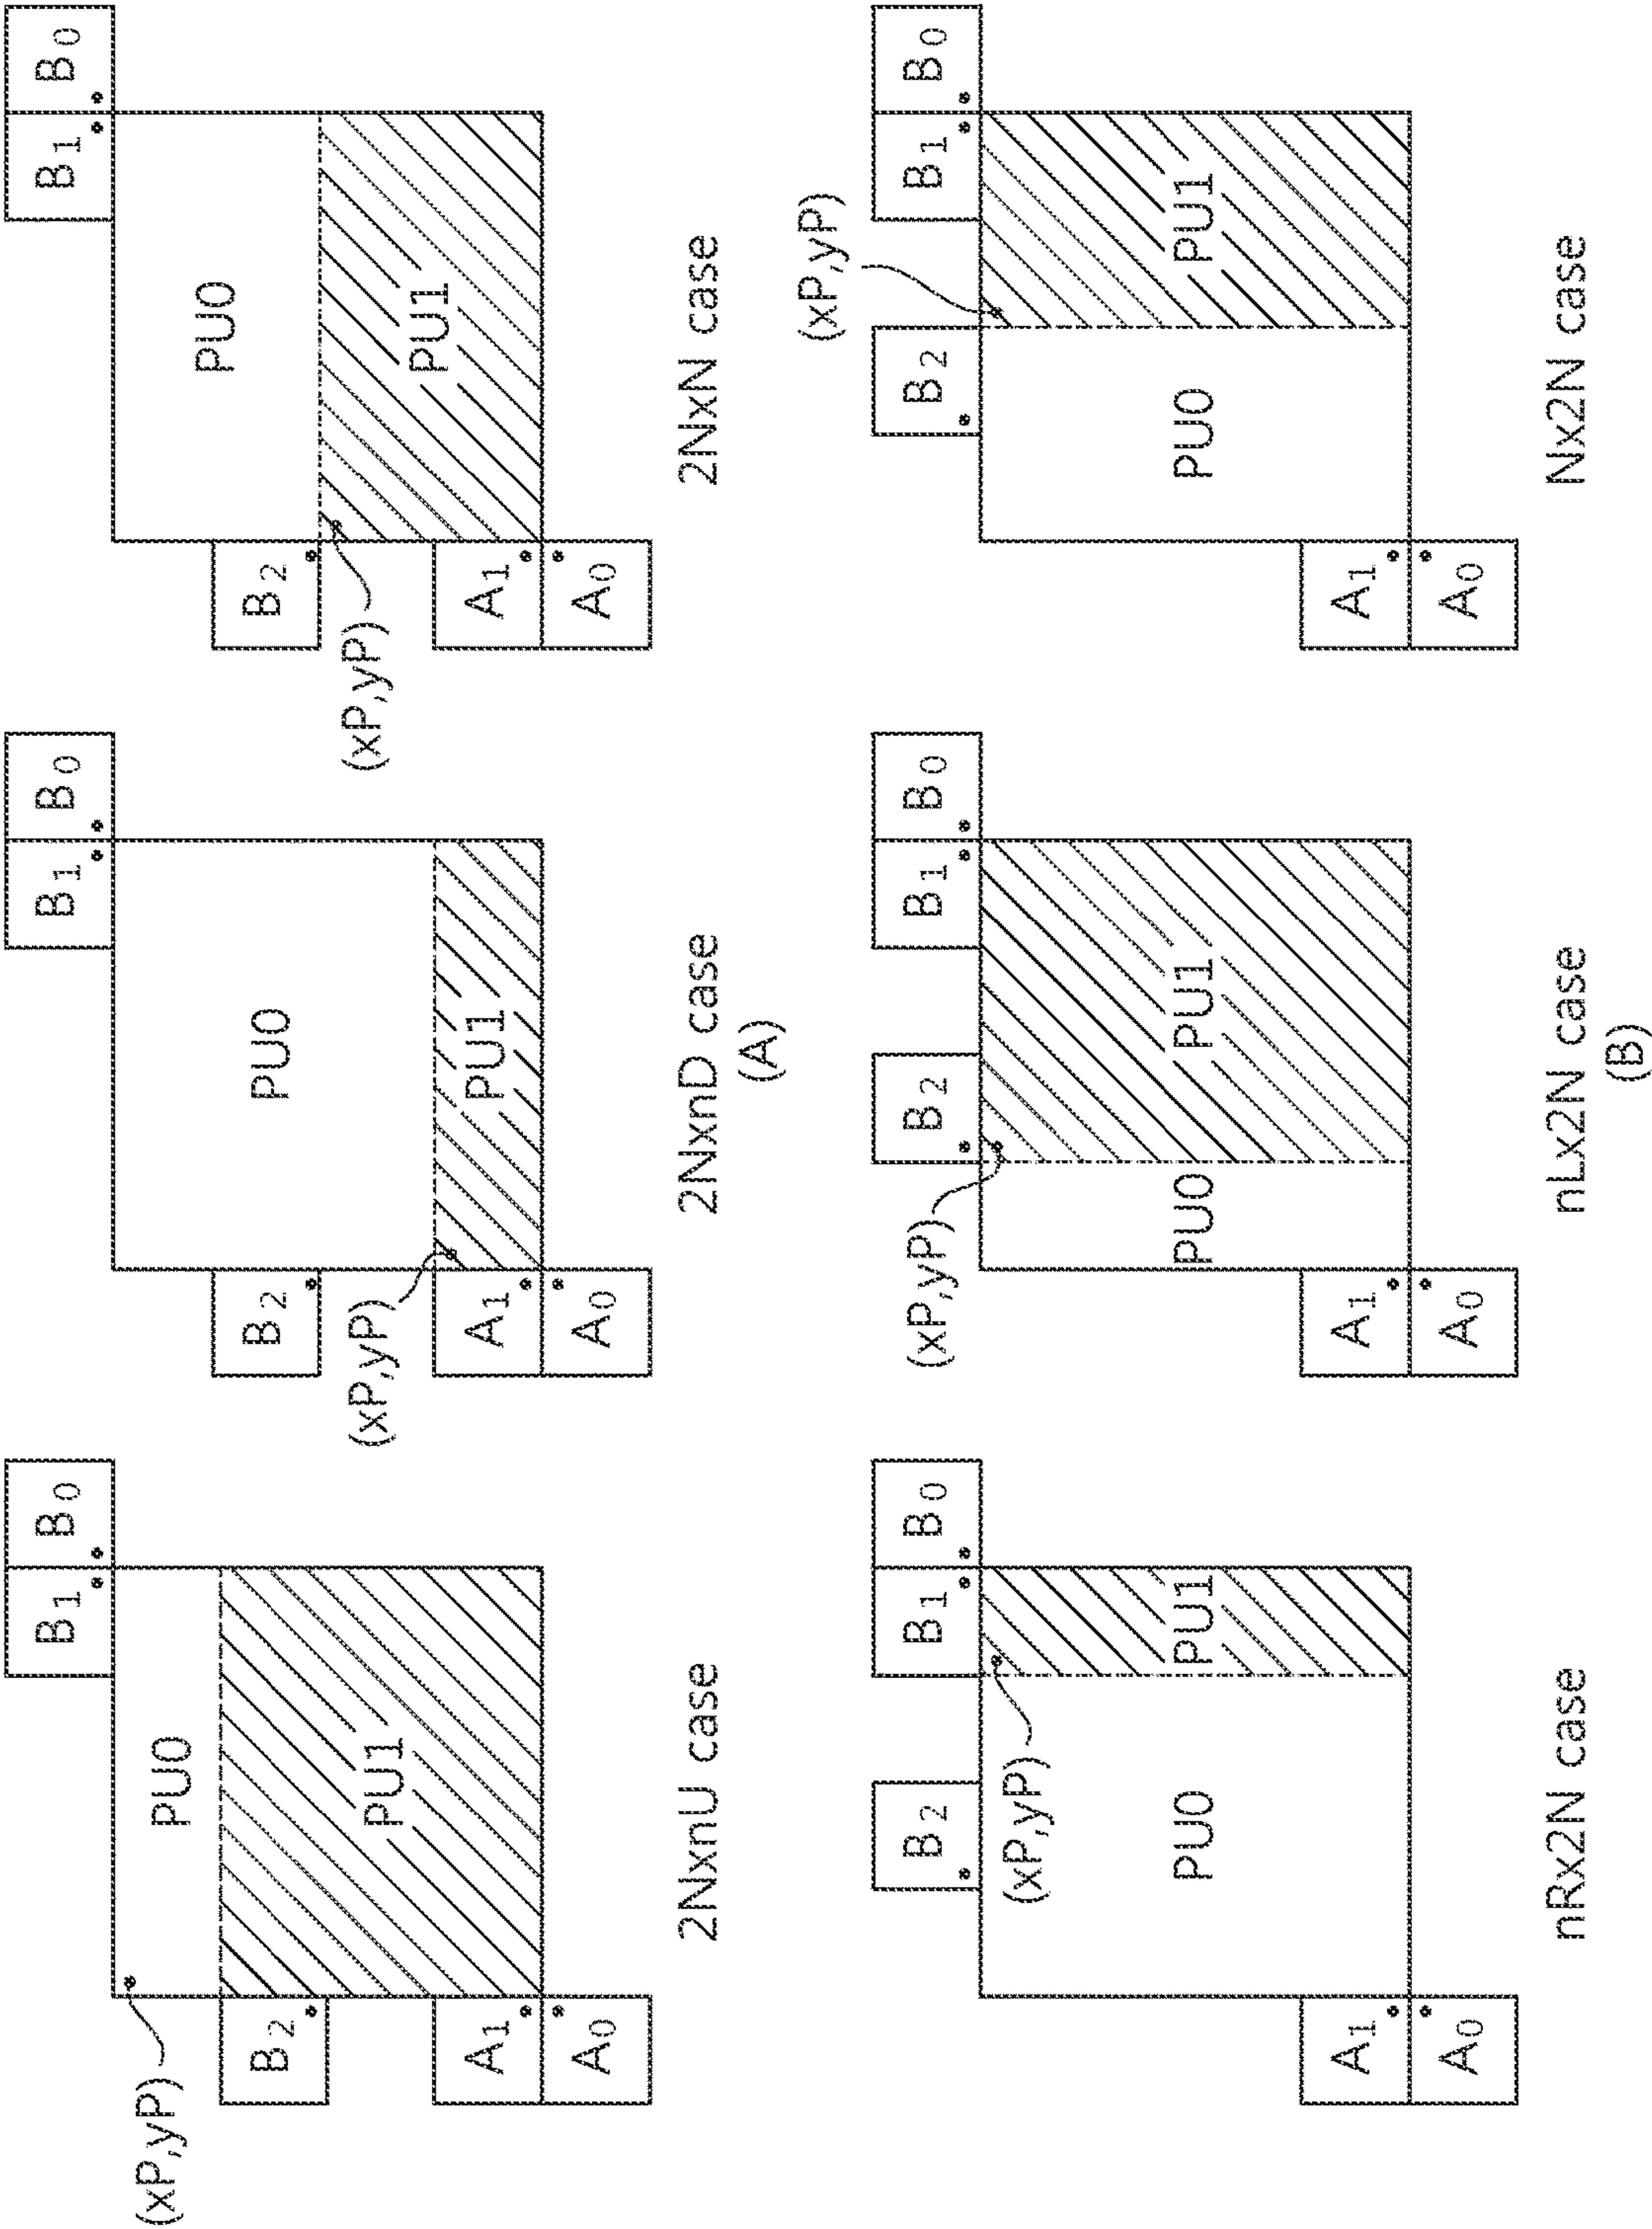 B1 B0
(xP,yP)
PU0
B2
PU1
A1
A0
2NxnU case
B1 B0
B2 PU0
(xP,yP)
A1 PU1
A0
2NxnD case
(A)
B1 B0
PU0
B2
(xP,yP)
PU1
A1
A0
2NxN case
B2 B1 B0
(xP,yP)
PU0 PU1
A1
A0
nRx2N case
B2 B1 B0
(xP,yP)
PU0 PU1
A1
A0
nLx2N case
(B)
(xP,yP)
B2 B1 B0
PU0 PU1
A1
A0
Nx2N case